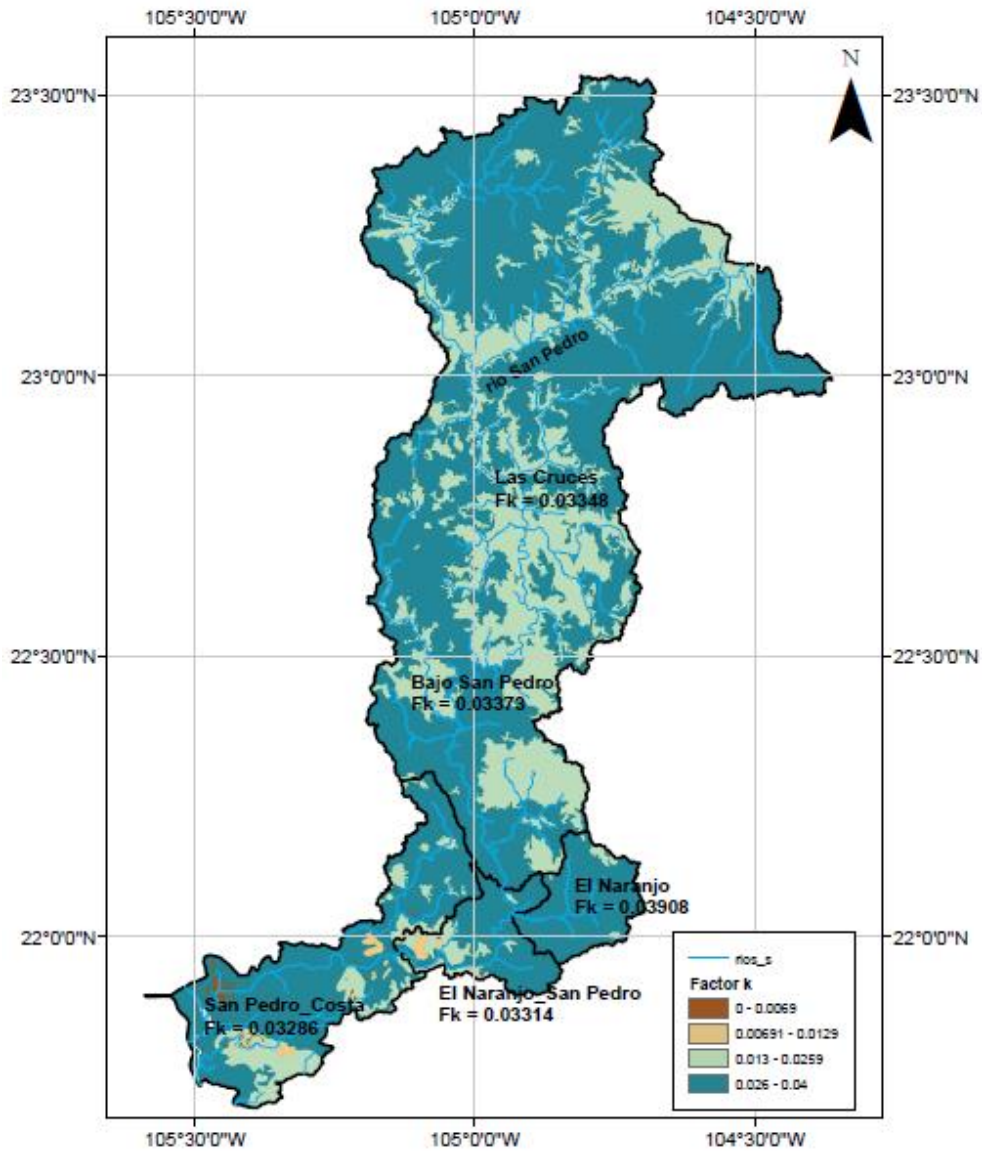 105°30'0"W 105°0'0"W 104°30'0"W
N
23°30'0"N 23°30'0"N
rio San Pedro
23°0'0"N 23°0'0"N
Las Cruces
Fk = 0.03348
22°30'0"N 22°30'0"N
Bajo San Pedro
Fk = 0.03373
El Naranjo
Fk = 0.03908
22°0'0"N 22°0'0"N
El Naranjo_San Pedro
Fk = 0.03314
San Pedro_Costa
Fk = 0.03286
rios_s
Factor k
0 - 0.0069
0.00691 - 0.0129
0.013 - 0.0259
0.026 - 0.04
105°30'0"W 105°0'0"W 104°30'0"W